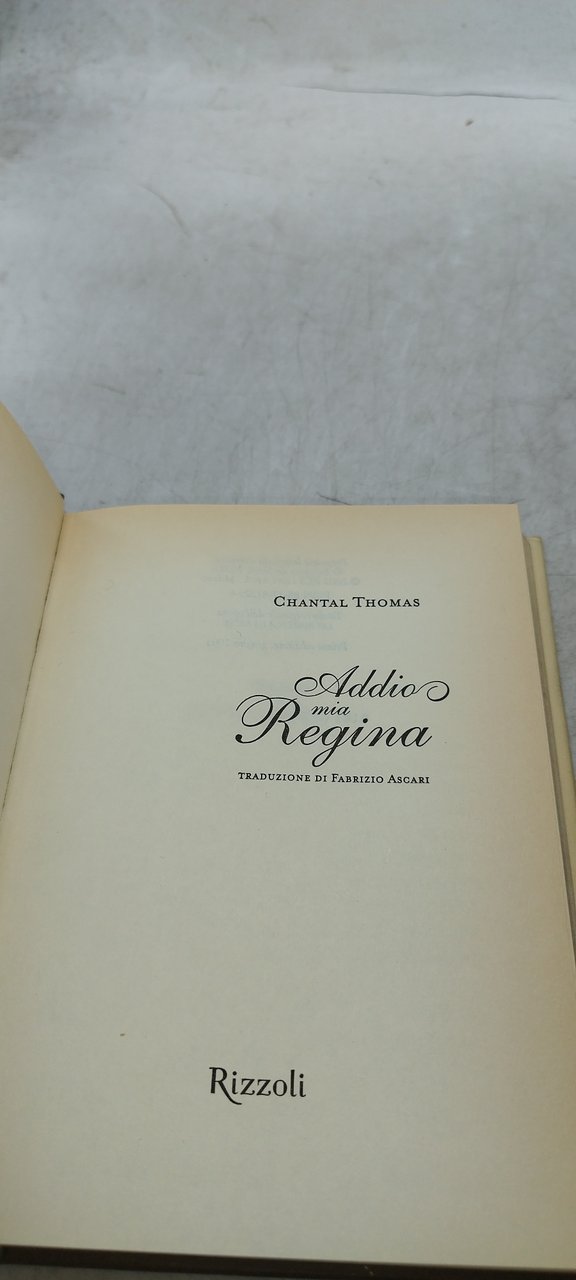 CHANTAL THOMAS
Addio
mia
Regina
TRADUZIONE DI FABRIZIO ASCARI
Rizzoli